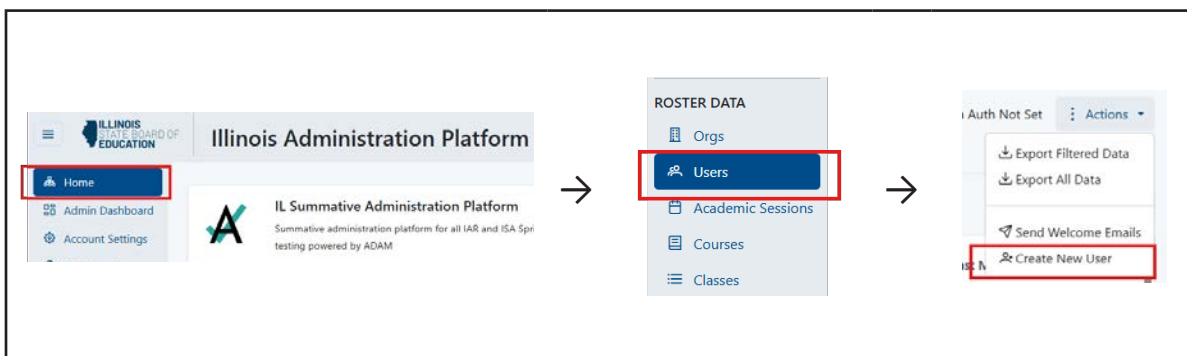 ILLINOIS
STATE BOARD OF
EDUCATION
Illinois Administration Platform
Home
Admin Dashboard
Account Settings
IL Summative Administration Platform
Summative administration platform for all IAR and ISA Spri
testing powered by ADAM
→
ROSTER DATA
Orgs
Users
Academic Sessions
Courses
Classes
→
Auth Not Set
Actions
Export Filtered Data
Export All Data
Send Welcome Emails
Create New User